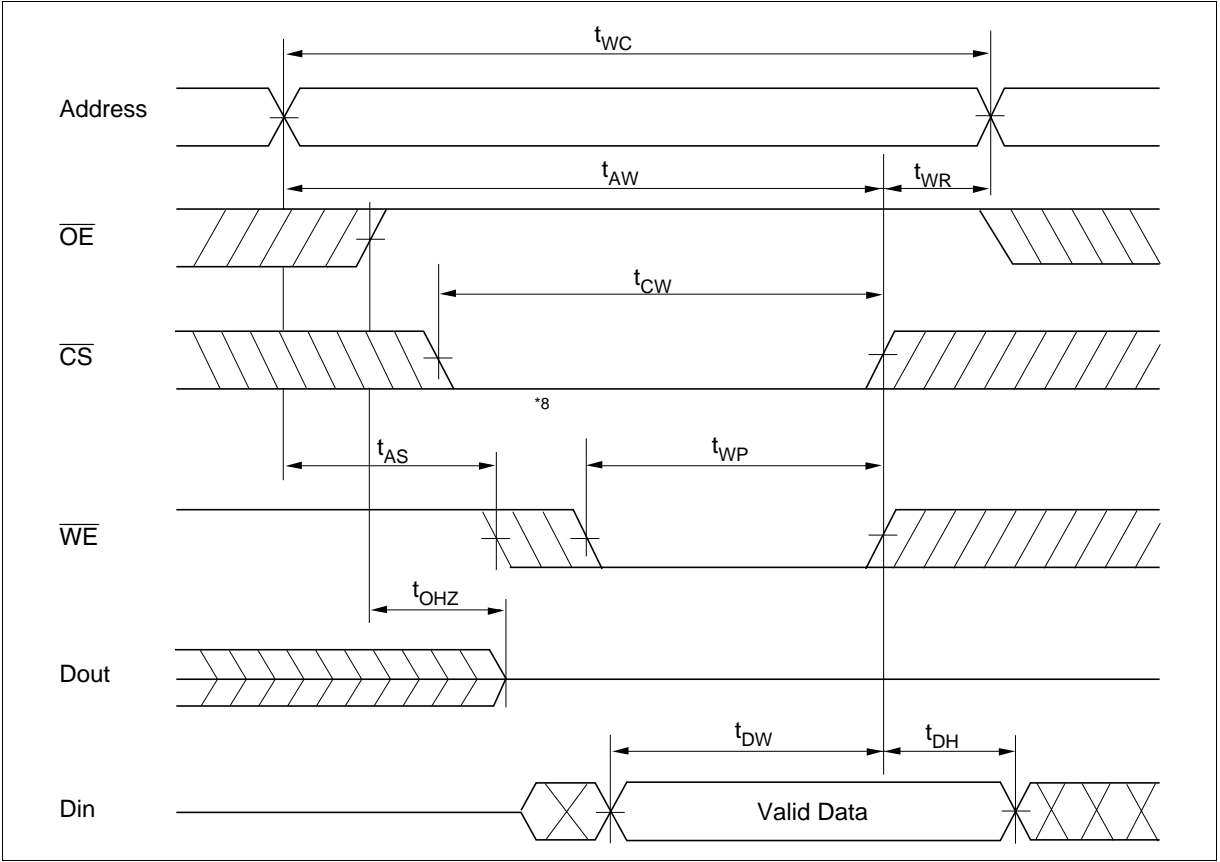 tWC
Address
tAW
tWR
OE
tCW
CS
*8
tAS
tWP
WE
tOHZ
Dout
tDW
tDH
Din
Valid Data